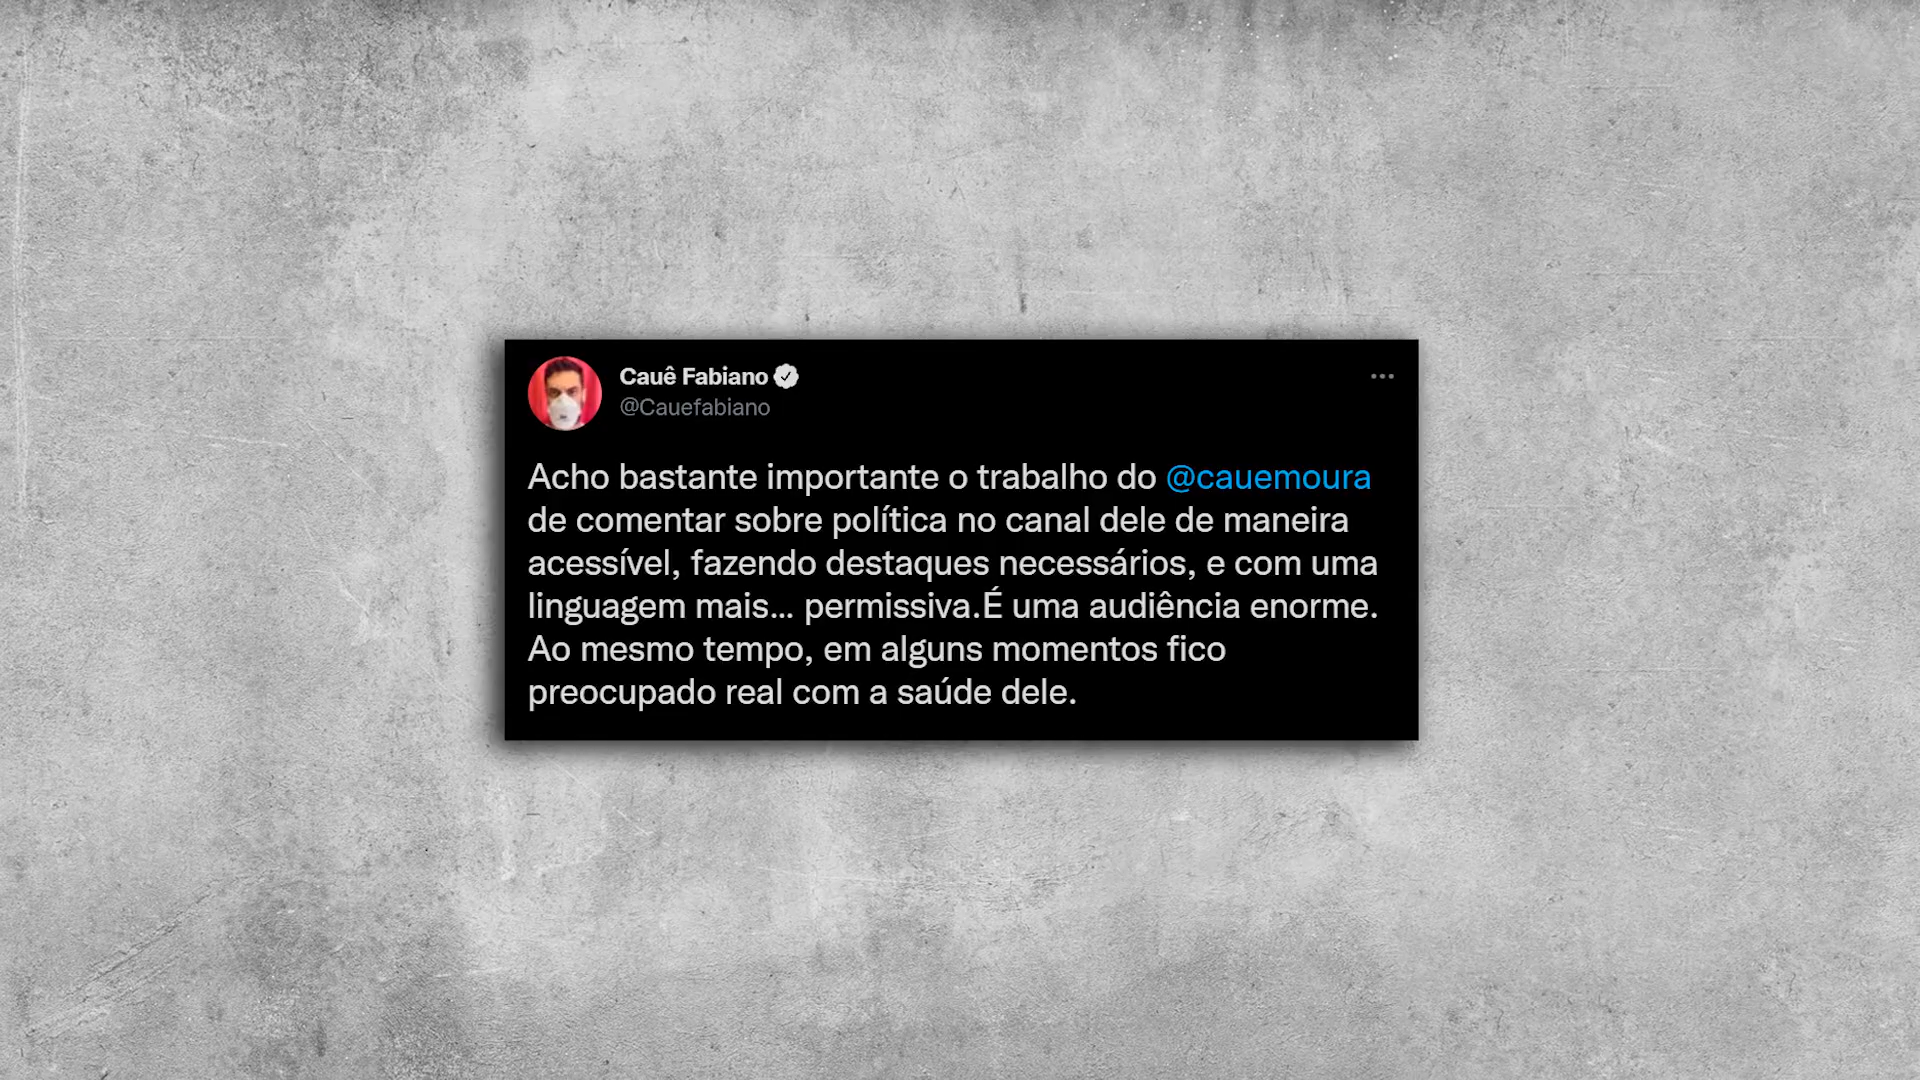 Cauê Fabiano
@Cauefabiano
Acho bastante importante o trabalho do @cauemoura
de comentar sobre política no canal dele de maneira
acessível, fazendo destaques necessários, e com uma
linguagem mais... permissiva.É uma audiência enorme.
Ao mesmo tempo, em alguns momentos fico
preocupado real com a saúde dele.